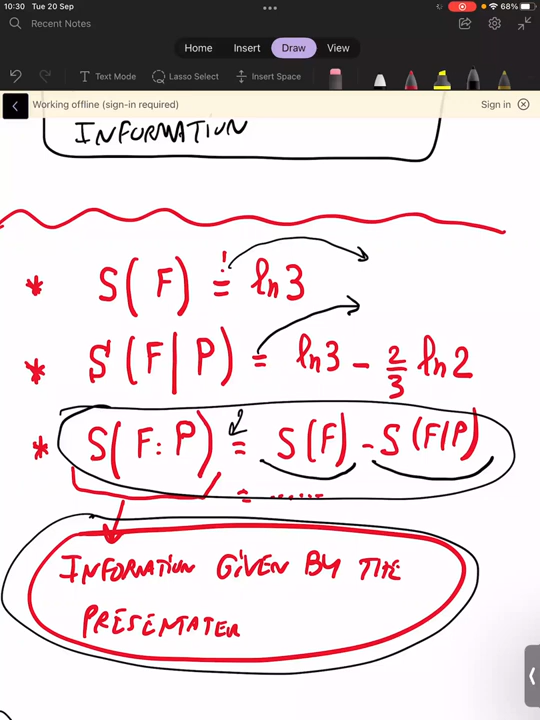 10:30 Tue 20 Sep
68%
Recent Notes
Home Insert Draw View
Text Mode Lasso Select Insert Space
Working offline (sign-in required) Sign in
INFORMATION
* S(F) = ln3
* S(F|P) = ln3 - 2/3 ln2
* S(F:P) = S(F) - S(F|P)
INFORMATION GIVEN BY THE
PRESENTATER